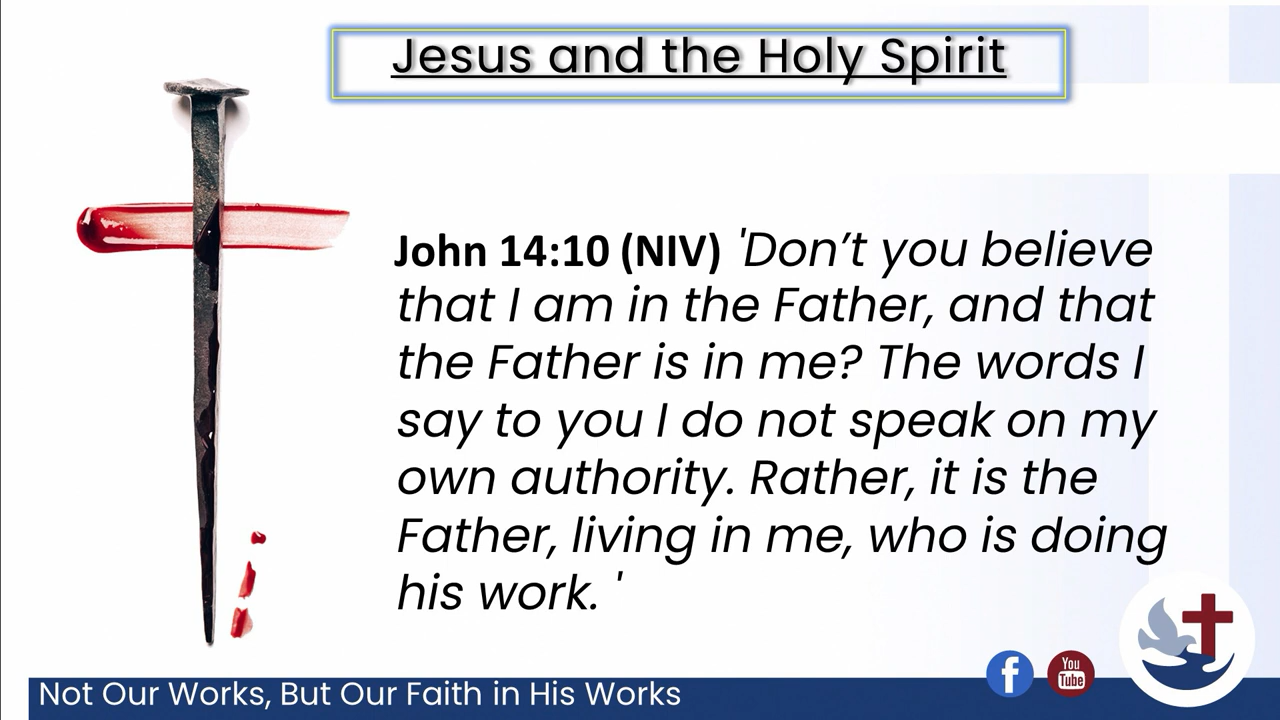 Jesus and the Holy Spirit
John 14:10 (NIV) 'Don’t you believe
that I am in the Father, and that
the Father is in me? The words I
say to you I do not speak on my
own authority. Rather, it is the
Father, living in me, who is doing
his work. '
f
You
Tube
Not Our Works, But Our Faith in His Works